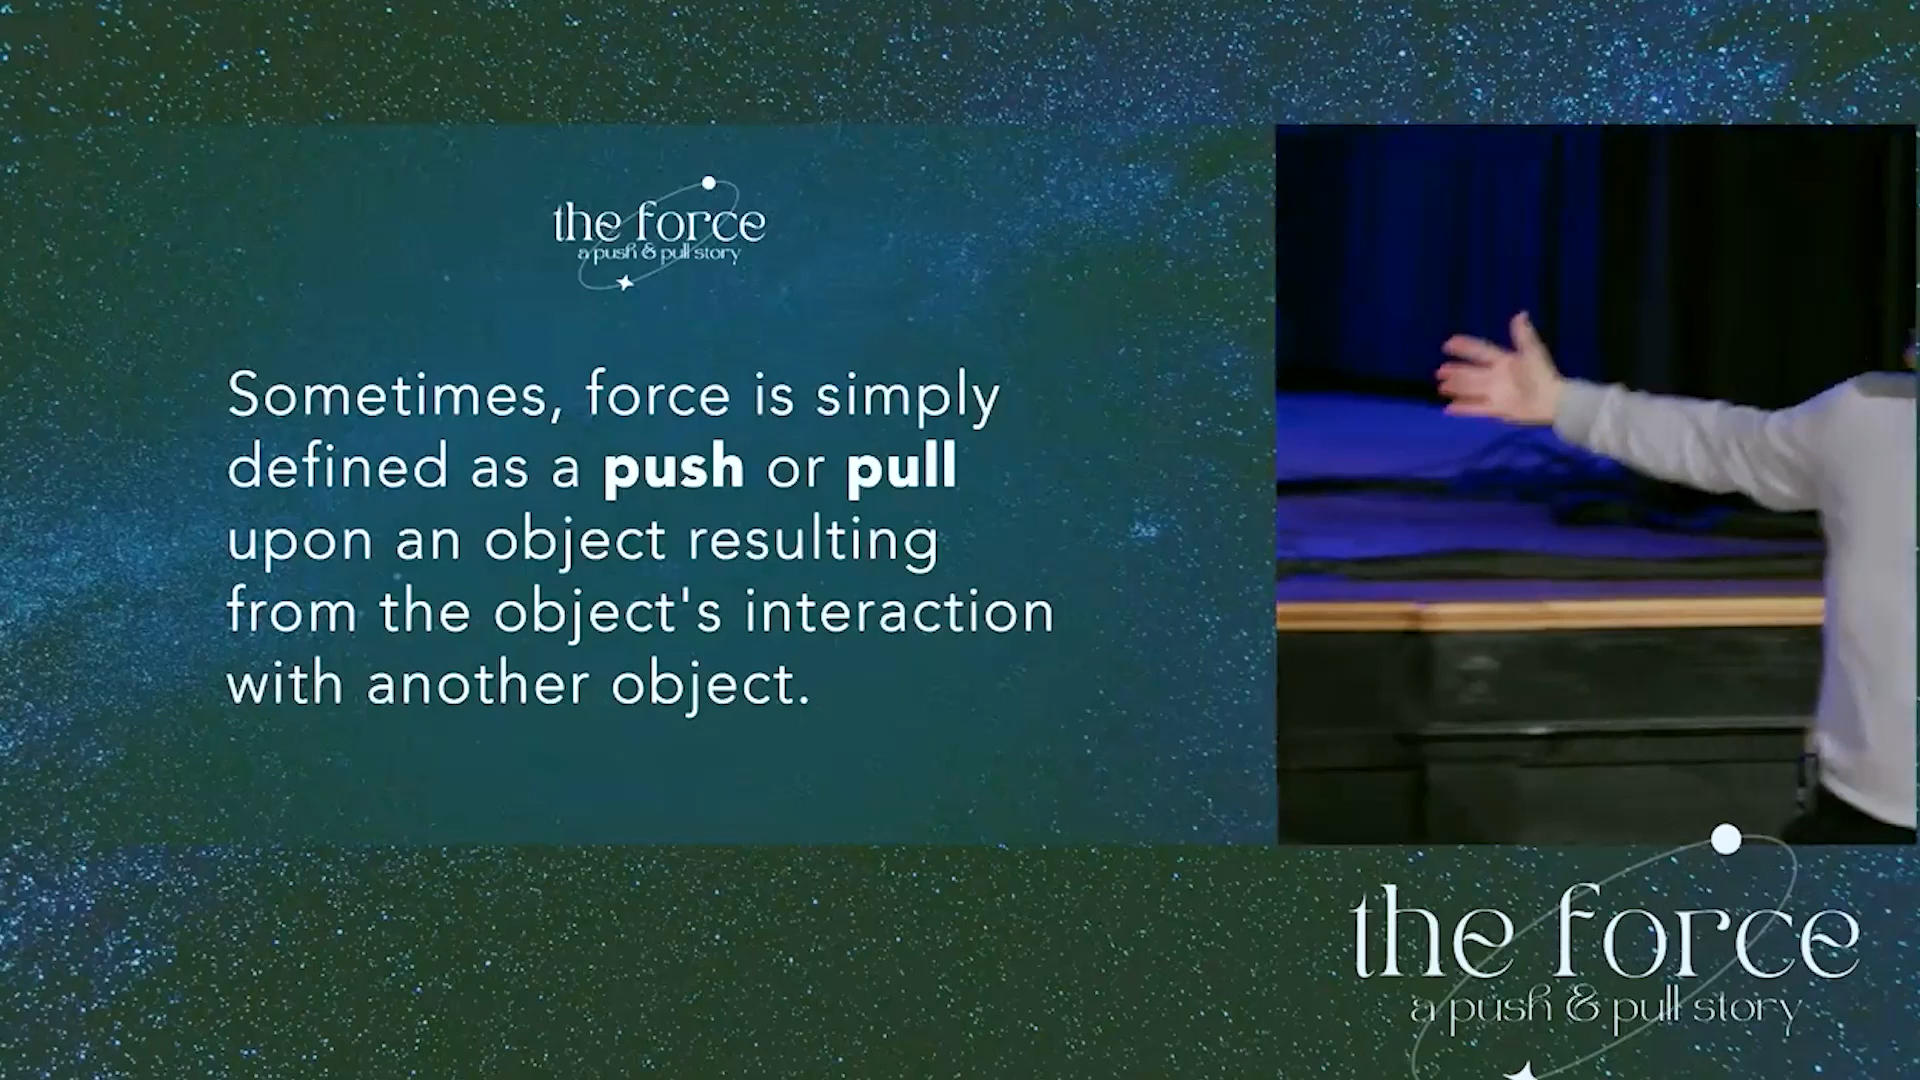 the force
a push & pull story
Sometimes, force is simply
defined as a push or pull
upon an object resulting
from the object's interaction
with another object.
the force
a push & pull story